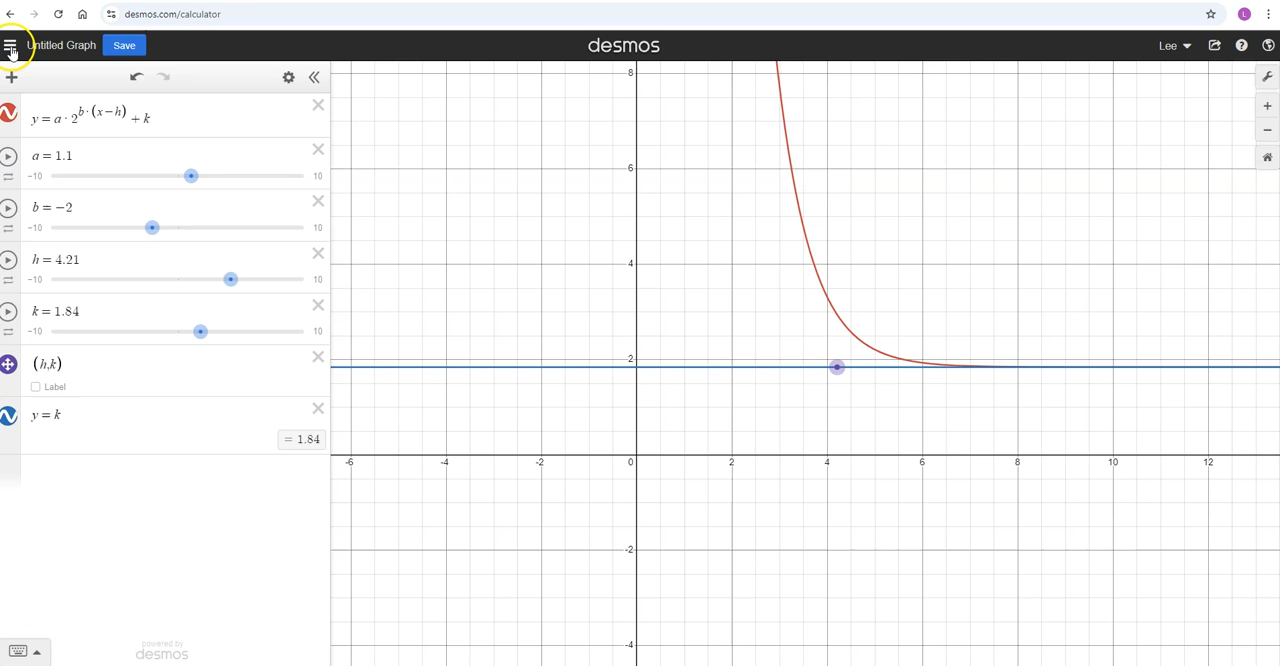 desmos.com/calculator
L
Untitled Graph Save desmos Lee
y = a · 2^{b·(x−h)} + k
a = 1.1
-10 10
b = −2
-10 10
h = 4.21
-10 10
k = 1.84
-10 10
(h,k)
Label
y = k
= 1.84
powered by
desmos
8
6
4
2
-6 -4 -2 0 2 4 6 8 10 12
-2
-4